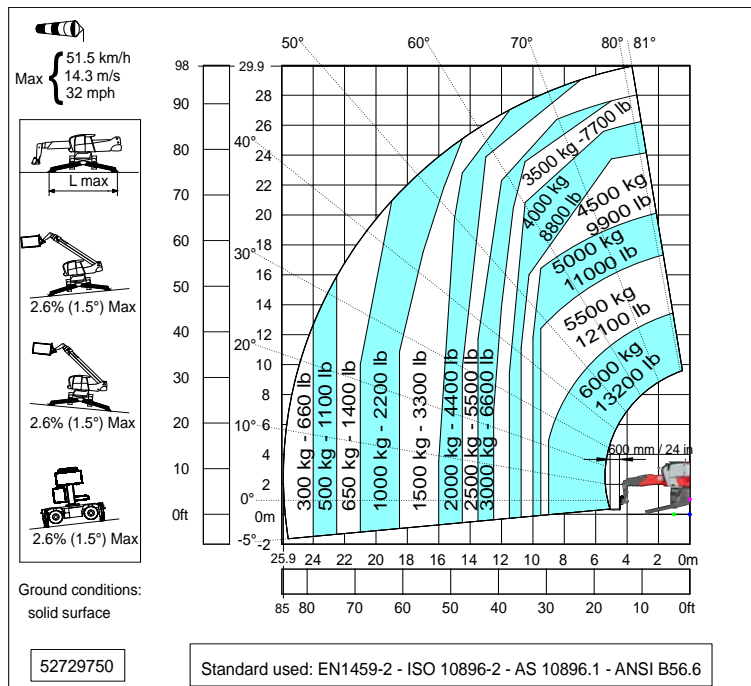 Max { 51.5 km/h
14.3 m/s
32 mph
L max
2.6% (1.5°) Max
2.6% (1.5°) Max
2.6% (1.5°) Max
Ground conditions:
solid surface
52729750
98
90
80
70
60
50
40
30
20
10
0ft
29.9
28
26
24
22
20
18
16
14
12
10
8
6
4
2
0m
-2
-5°
0°
10°
20°
30°
40°
50°
60°
70°
80°
81°
300 kg - 660 lb
500 kg - 1100 lb
650 kg - 1400 lb
1000 kg - 2200 lb
1500 kg - 3300 lb
2000 kg - 4400 lb
2500 kg - 5500 lb
3000 kg - 6600 lb
3500 kg -7700 lb
4000 kg
8800 lb
4500 kg
9900 lb
5000 kg
11000 lb
5500 kg
12100 lb
6000 kg
13200 lb
600 mm / 24 in
25.9 24 22 20 18 16 14 12 10 8 6 4 2 0m
85 80 70 60 50 40 30 20 10 0ft
Standard used: EN1459-2 - ISO 10896-2 - AS 10896.1 - ANSI B56.6